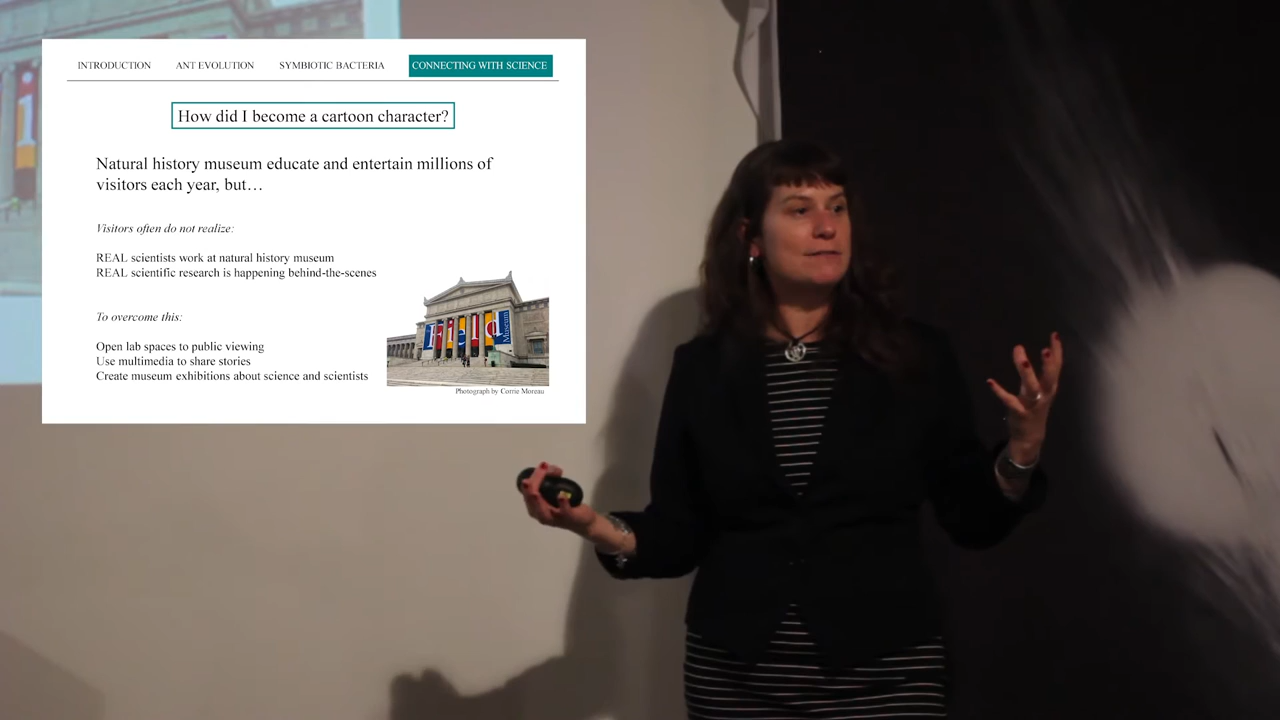 INTRODUCTION ANT EVOLUTION SYMBIOTIC BACTERIA CONNECTING WITH SCIENCE
How did I become a cartoon character?
Natural history museum educate and entertain millions of
visitors each year, but…
Visitors often do not realize:
REAL scientists work at natural history museum
REAL scientific research is happening behind-the-scenes
To overcome this:
Open lab spaces to public viewing
Use multimedia to share stories
Create museum exhibitions about science and scientists
Field Museum
Photograph by Corrie Moreau